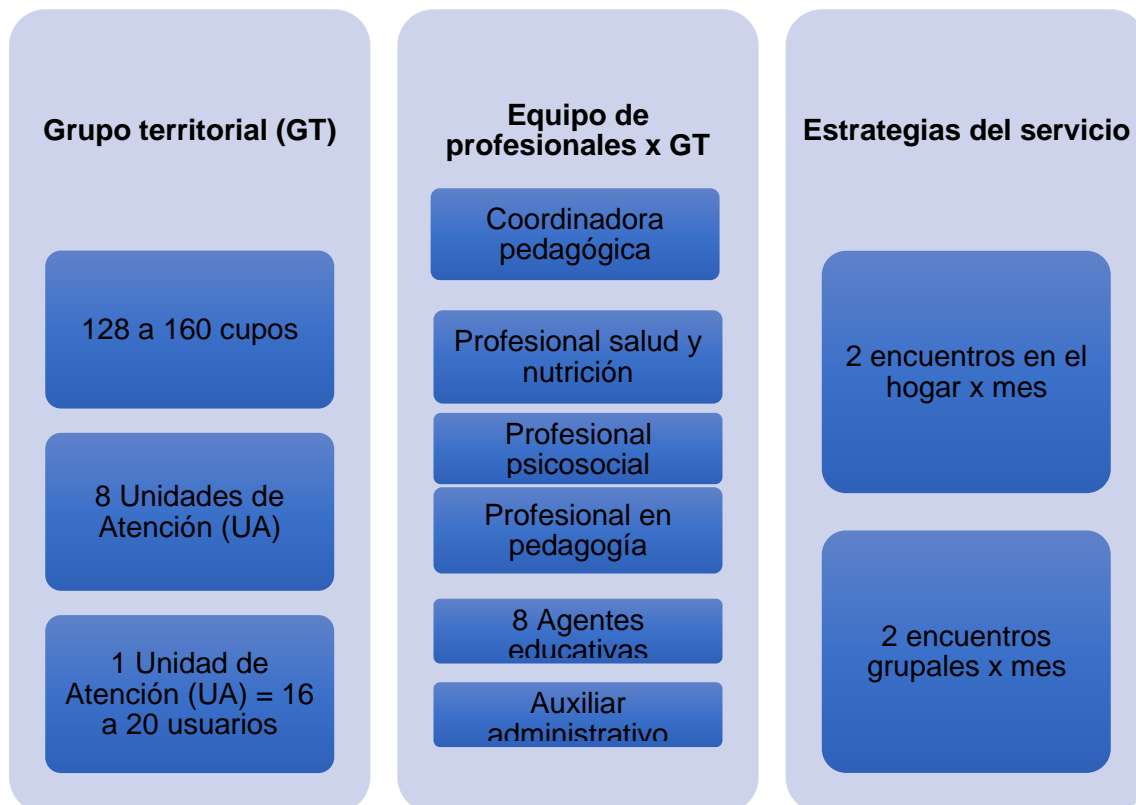 Grupo territorial (GT)
128 a 160 cupos
8 Unidades de
Atención (UA)
1 Unidad de
Atención (UA) = 16
a 20 usuarios
Equipo de
profesionales x GT
Coordinadora
pedagógica
Profesional salud y
nutrición
Profesional
psicosocial
Profesional en
pedagogía
8 Agentes
educativas
Auxiliar
administrativo
Estrategias del servicio
2 encuentros en el
hogar x mes
2 encuentros
grupales x mes